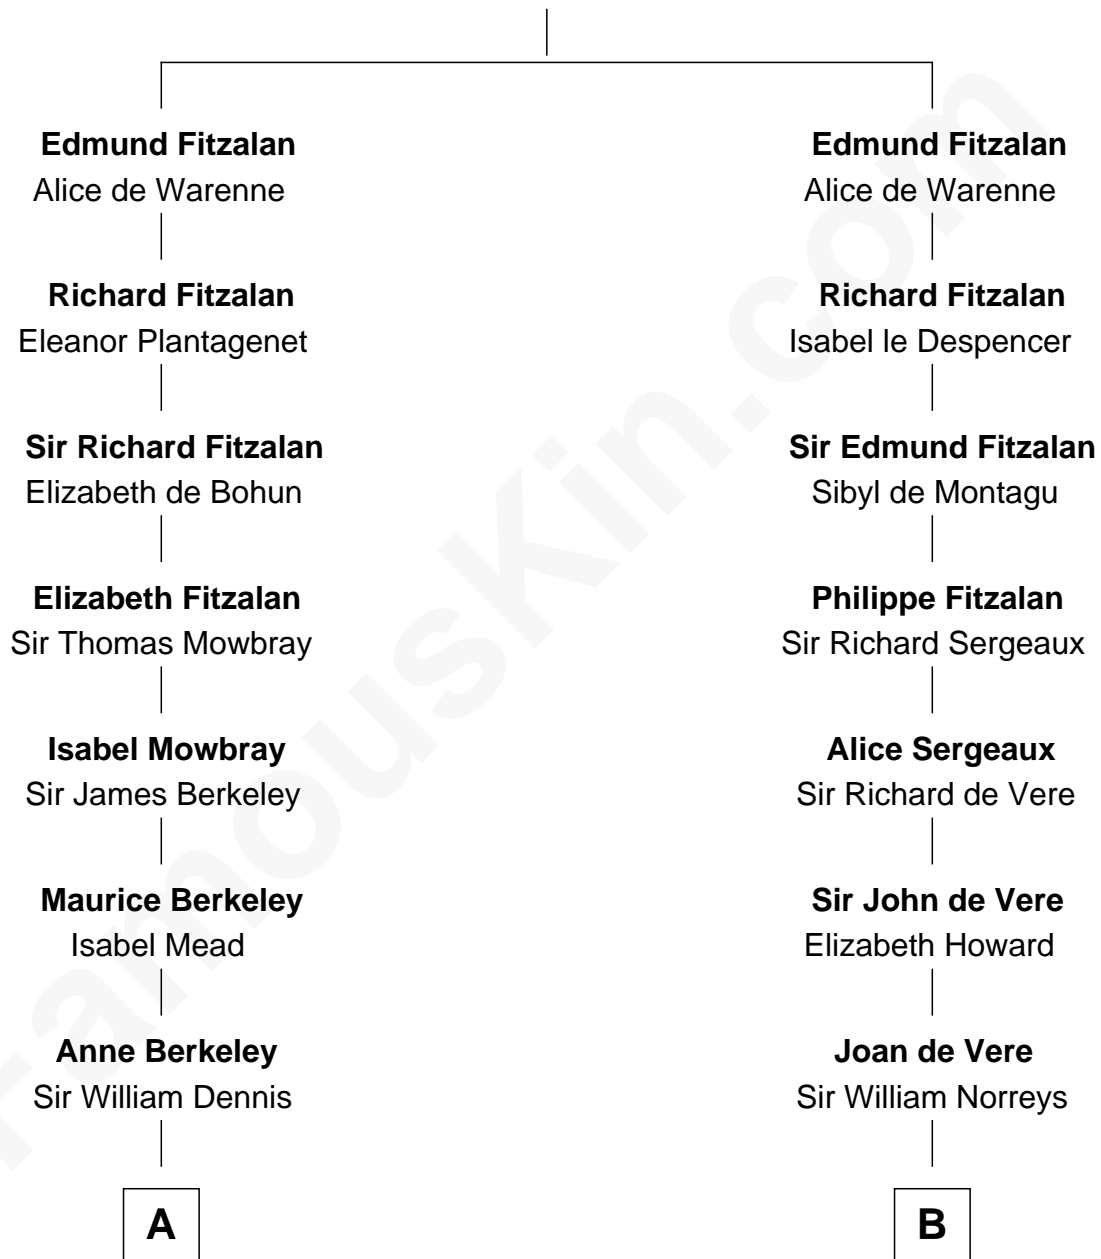 Edmund Fitzalan
Alice de Warenne
Richard Fitzalan
Eleanor Plantagenet
Sir Richard Fitzalan
Elizabeth de Bohun
Elizabeth Fitzalan
Sir Thomas Mowbray
Isabel Mowbray
Sir James Berkeley
Maurice Berkeley
Isabel Mead
Anne Berkeley
Sir William Dennis
A
Edmund Fitzalan
Alice de Warenne
Richard Fitzalan
Isabel le Despencer
Sir Edmund Fitzalan
Sibyl de Montagu
Philippe Fitzalan
Sir Richard Sergeaux
Alice Sergeaux
Sir Richard de Vere
Sir John de Vere
Elizabeth Howard
Joan de Vere
Sir William Norreys
B
FamousKin.com